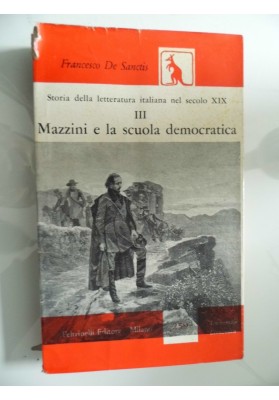 Francesco De Sanctis
Storia della letteratura italiana nel secolo XIX
III
Mazzini e la scuola democratica
Feltrinelli Editore Milano